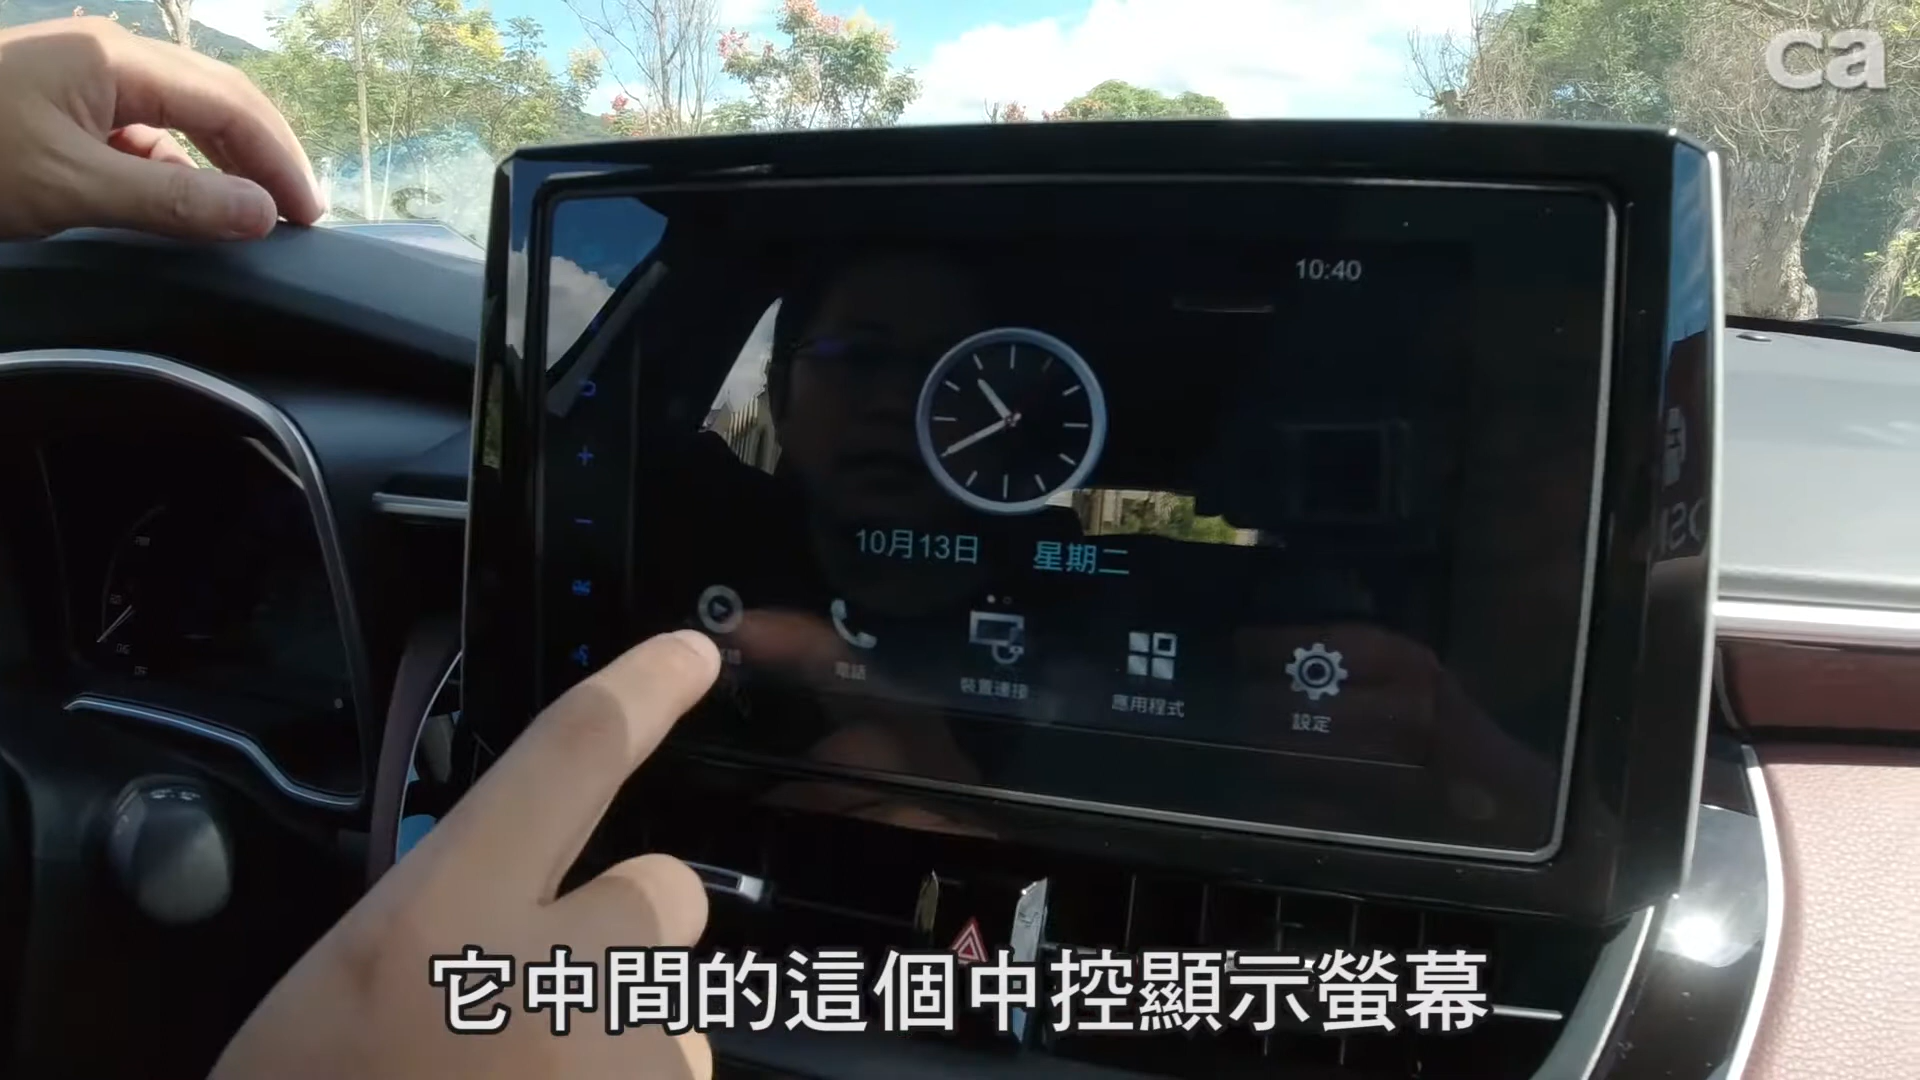 ca
10:40
10月13日 星期二
電話
裝置連接
應用程式
設定
它中間的這個中控顯示螢幕